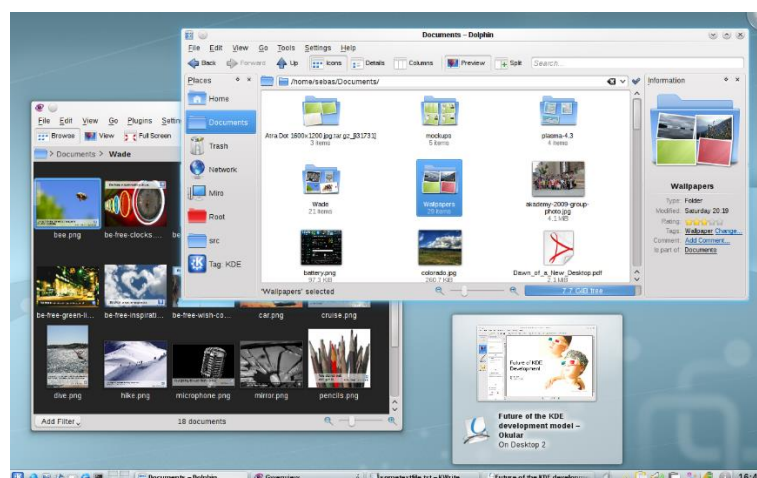 Documents – Dolphin
File Edit View Go Tools Settings Help
Back Forward Up Icons Details Columns Preview Split Search...
Places
/home/sebas/Documents/
Information
Home
Documents
Trash
Network
Miro
Root
src
Tag: KDE
mockups
5 items
plasma-4.3
4 items
3 items
Wade
21 items
Wallpapers
akademy-2009-group-
photo.jpg
4.1 MiB
battery.png
colorado.jpg
Dawn_of_a_New_Desktop.pdf
2.1 MiB
'Wallpapers' selected
7.7 GiB free
Wallpapers
Type: Folder
Modified: Saturday 20:19
Rating:
Tags: Wallpaper Change...
Comment: Add Comment...
Is part of: Documents
File Edit View Go Plugins
Browse View Full Screen
> Documents > Wade
bee.png
be-free-clocks....
be-free-green-li...
be-free-inspirati...
be-free-wish-co...
car.png
cruise.png
dive.png
hike.png
microphone.png
mirror.png
pencils.png
Add Filter
18 documents
Future of KDE
Development
Future of the KDE
development model –
Okular
On Desktop 2
Documents – Dolphin
Gwenview